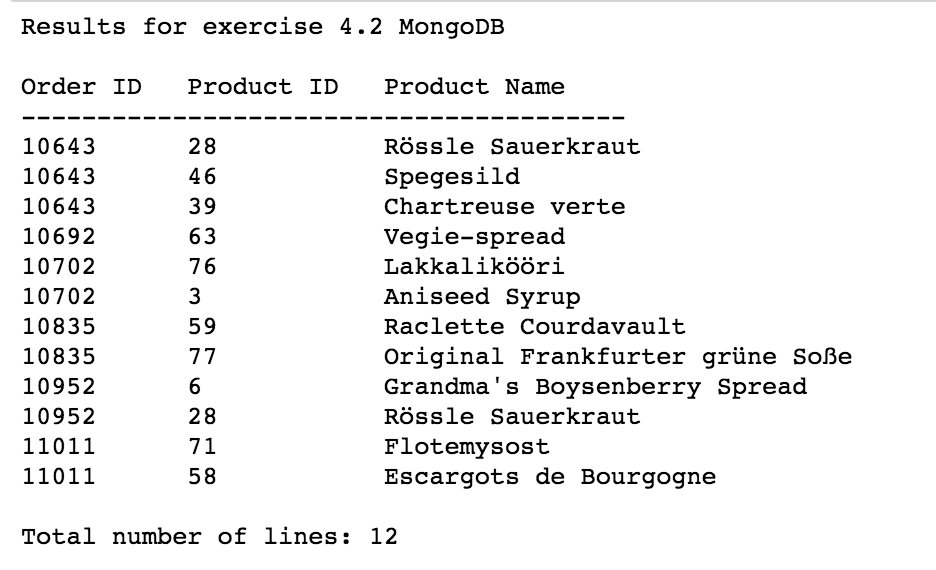 Results for exercise 4.2 MongoDB
Order ID   Product ID   Product Name
----------------------------------------
10643      28           Rössle Sauerkraut
10643      46           Spegesild
10643      39           Chartreuse verte
10692      63           Vegie-spread
10702      76           Lakkalikööri
10702      3            Aniseed Syrup
10835      59           Raclette Courdavault
10835      77           Original Frankfurter grüne Soße
10952      6            Grandma's Boysenberry Spread
10952      28           Rössle Sauerkraut
11011      71           Flotemysost
11011      58           Escargots de Bourgogne
Total number of lines: 12